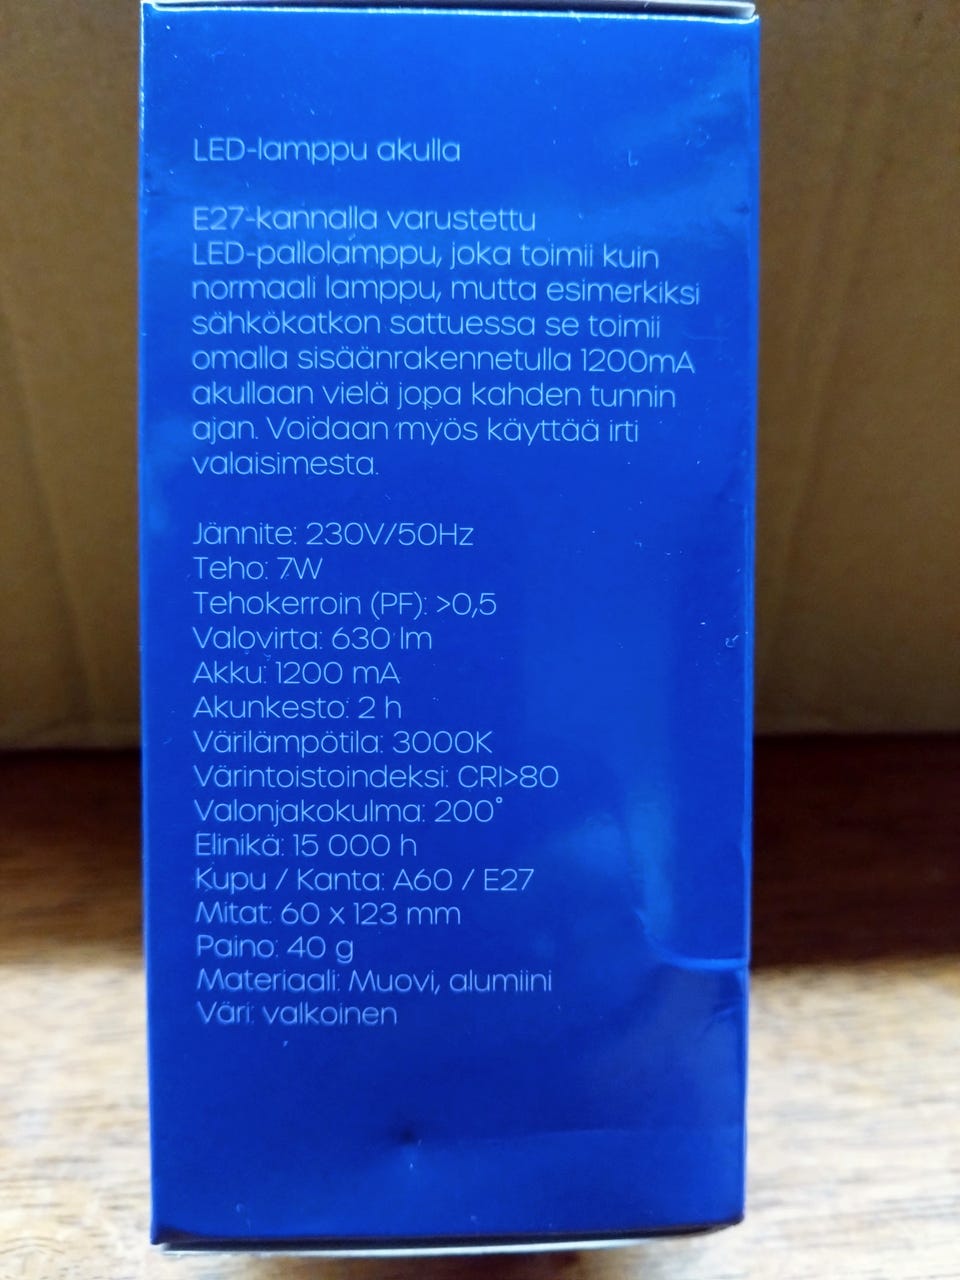 LED-lamppu akulla
E27-kannalla varustettu
LED-pallolamppu, joka toimii kuin
normaali lamppu, mutta esimerkiksi
sähkökatkon sattuessa se toimii
omalla sisäänrakennetulla 1200mA
akullaan vielä jopa kahden tunnin
ajan. Voidaan myös käyttää irti
valaisimesta.
Jännite: 230V/50Hz
Teho: 7W
Tehokerroin (PF): >0,5
Valovirta: 630 lm
Akku: 1200 mA
Akunkesto: 2 h
Värilämpötila: 3000K
Värintoistoindeksi: CRI>80
Valonjakokulma: 200°
Elinikä: 15 000 h
Kupu / Kanta: A60 / E27
Mitat: 60 x 123 mm
Paino: 40 g
Materiaali: Muovi, alumiini
Väri: valkoinen